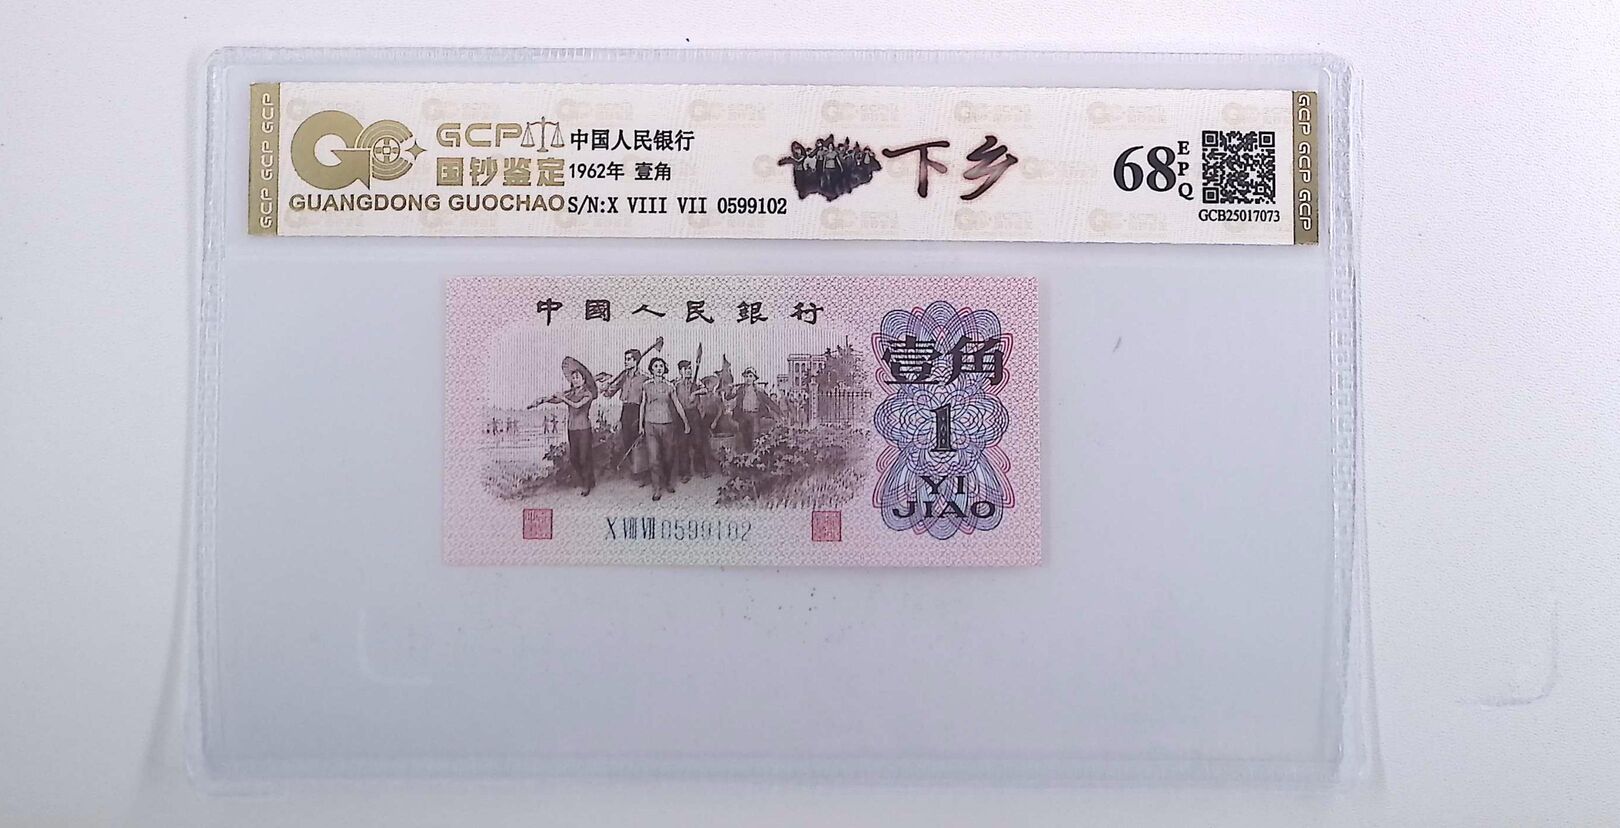 GCP GCP GCP
GC GCP 中国人民银行
国钞鉴定 1962年 壹角
GUANGDONG GUOCHAO S/N:X VIII VII 0599102
下乡
68 EPQ
GCB25017073
GCP GCP GCP
中國人民銀行
壹角
1
YI
JIAO
X VIII VII 0599102